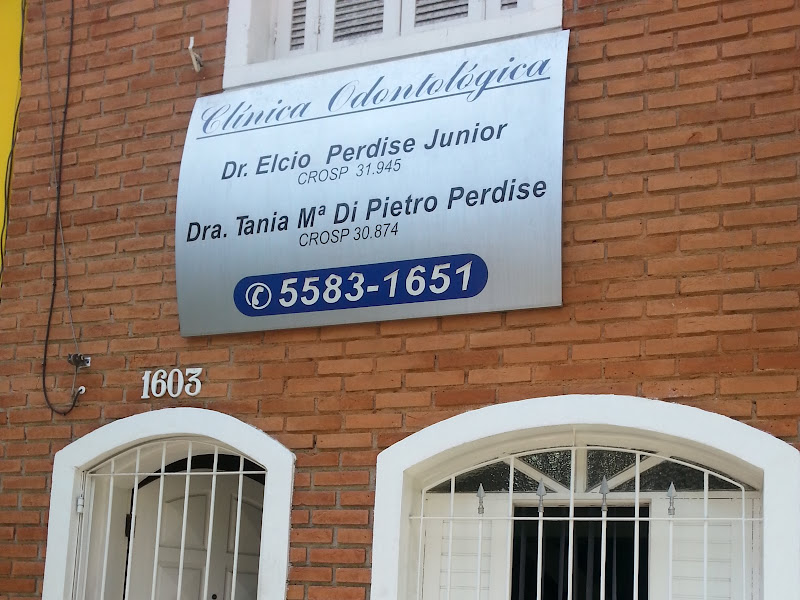 Clínica Odontológica
Dr. Elcio Perdise Junior
CROSP 31.945
Dra. Tania Mª Di Pietro Perdise
CROSP 30.874
5583-1651
1603